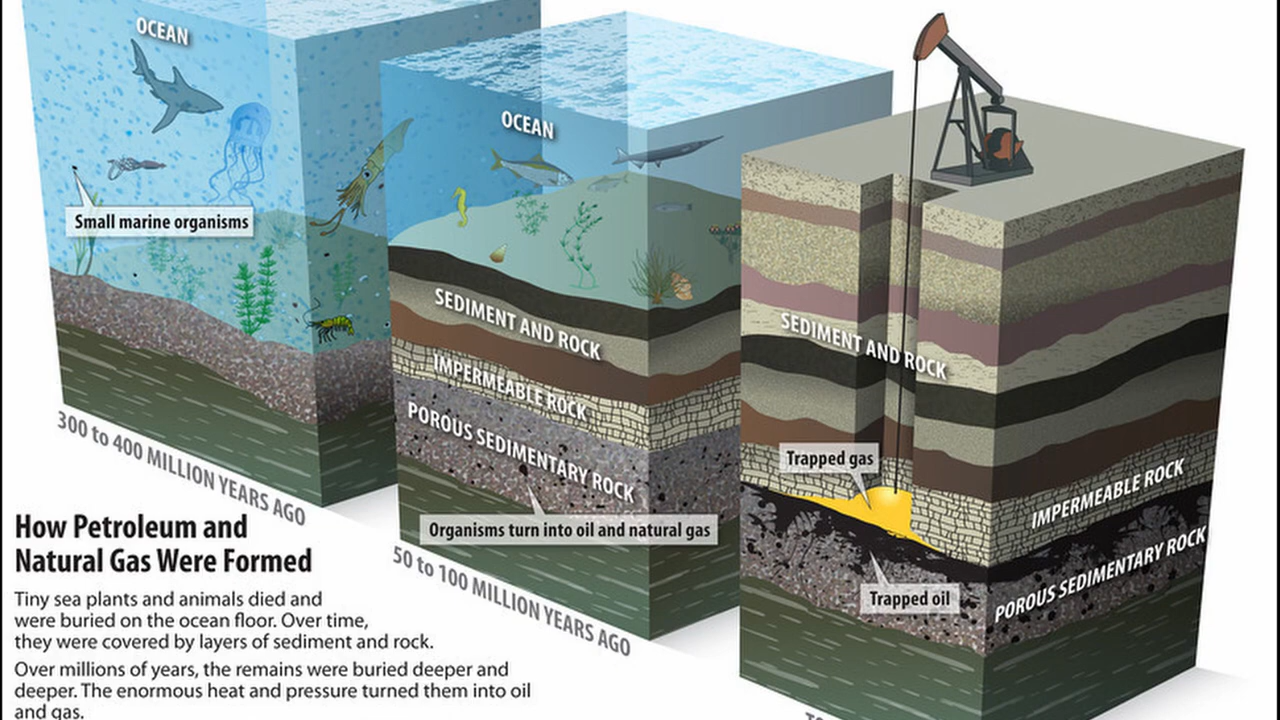 OCEAN
Small marine organisms
300 to 400 MILLION YEARS AGO
OCEAN
SEDIMENT AND ROCK
IMPERMEABLE ROCK
POROUS SEDIMENTARY ROCK
Organisms turn into oil and natural gas
50 to 100 MILLION YEARS AGO
SEDIMENT AND ROCK
Trapped gas
IMPERMEABLE ROCK
POROUS SEDIMENTARY ROCK
Trapped oil
How Petroleum and
Natural Gas Were Formed
Tiny sea plants and animals died and
were buried on the ocean floor. Over time,
they were covered by layers of sediment and rock.
Over millions of years, the remains were buried deeper and
deeper. The enormous heat and pressure turned them into oil
and gas.